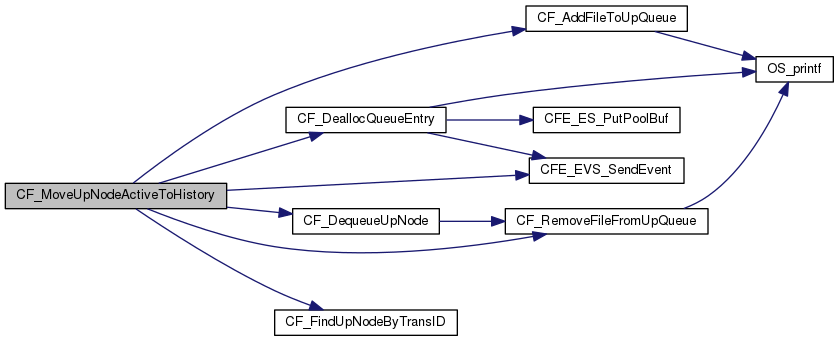 CF_AddFileToUpQueue
OS_printf
CF_DeallocQueueEntry
CFE_ES_PutPoolBuf
CFE_EVS_SendEvent
CF_MoveUpNodeActiveToHistory
CF_DequeueUpNode
CF_RemoveFileFromUpQueue
CF_FindUpNodeByTransID